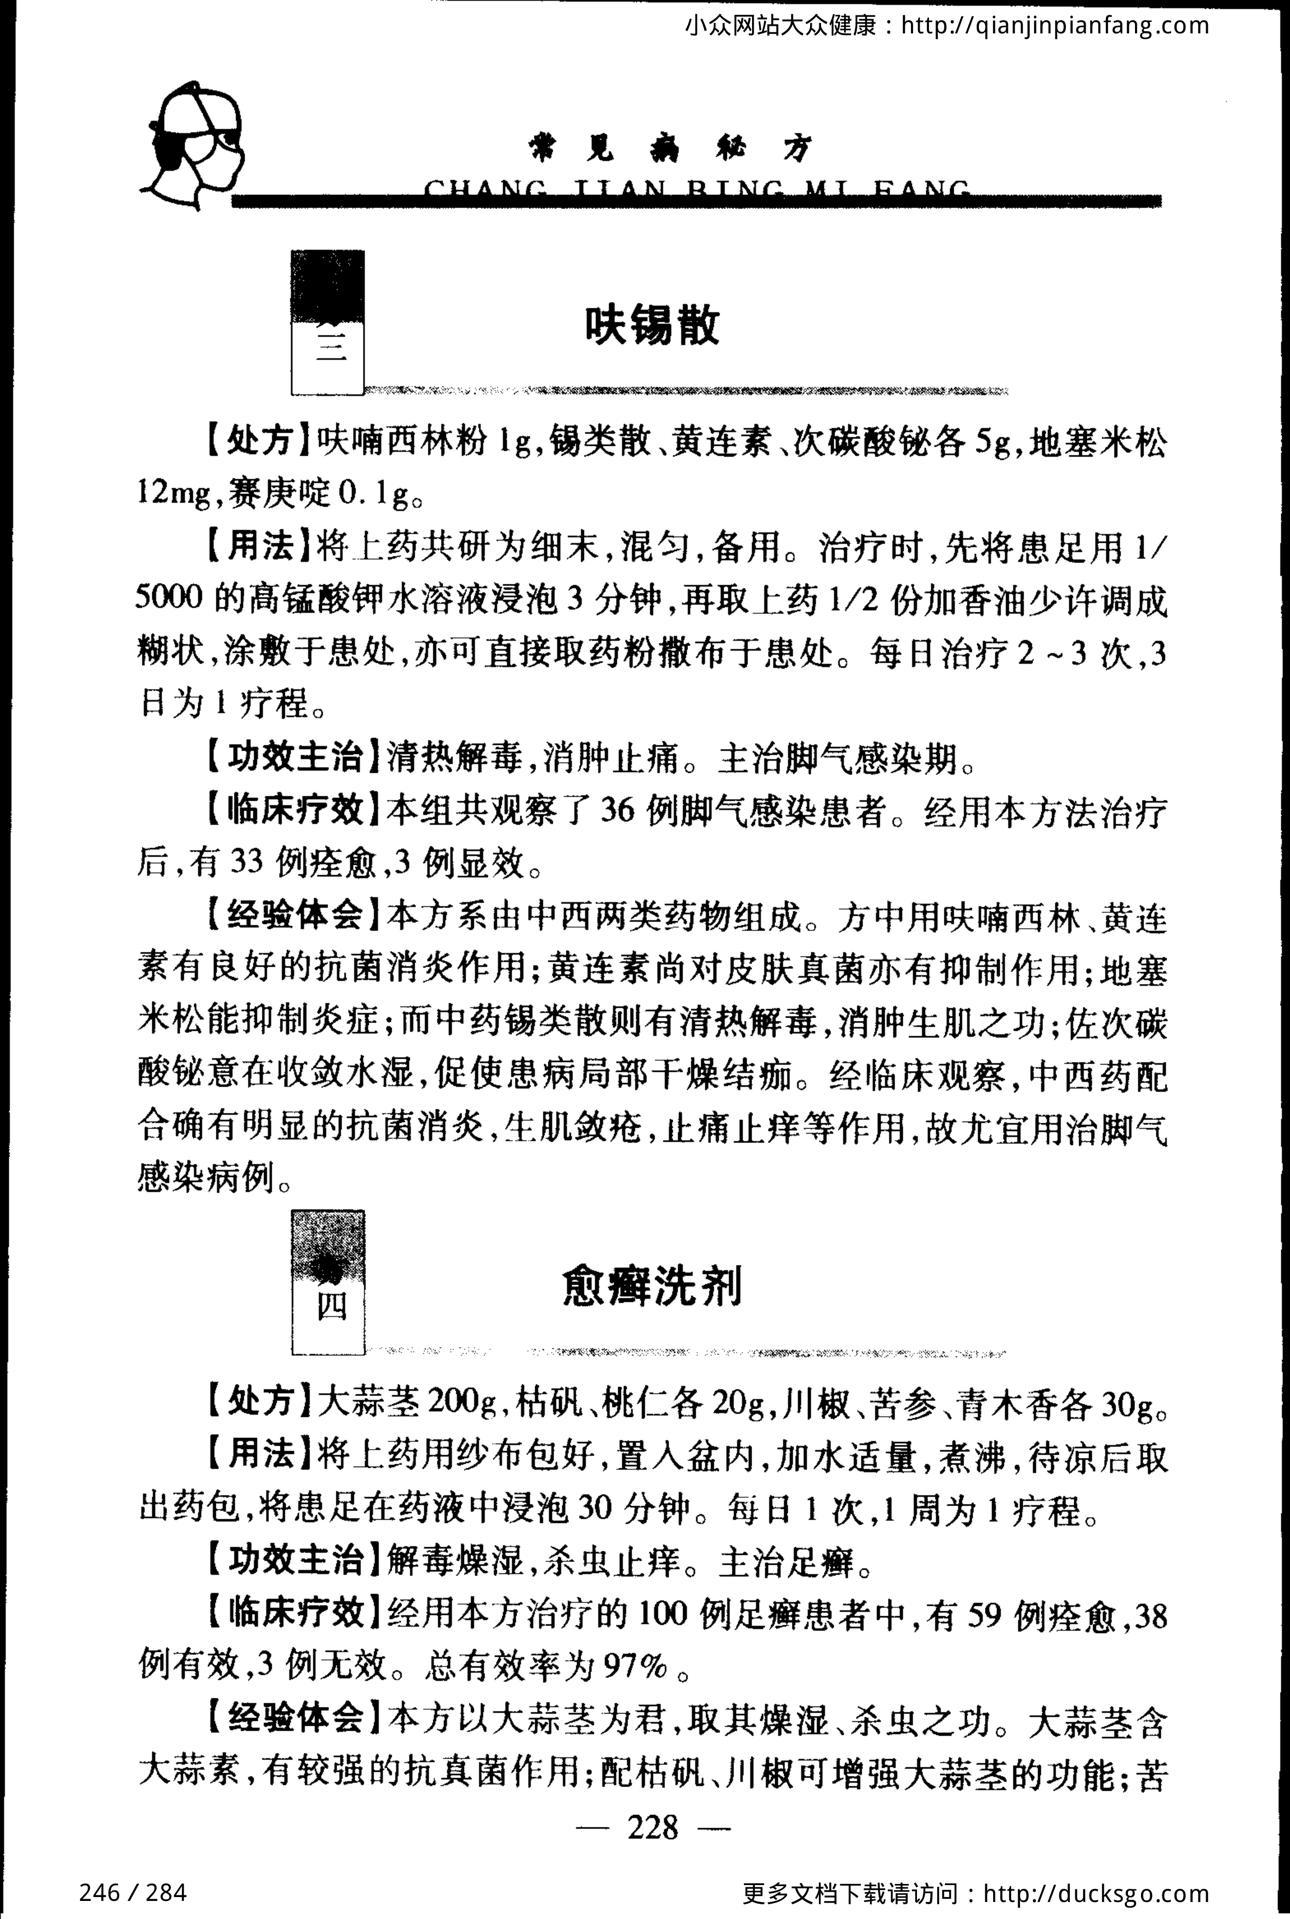 小众网站大众健康：http://qianjinpianfang.com
常见病秘方
CHANG JIAN BING MI FANG
三
呋锡散
【处方】呋喃西林粉 1g,锡类散、黄连素、次碳酸铋各 5g,地塞米松
12mg,赛庚啶 0.1g。
【用法】将上药共研为细末,混匀,备用。治疗时,先将患足用 1/
5000 的高锰酸钾水溶液浸泡 3 分钟,再取上药 1/2 份加香油少许调成
糊状,涂敷于患处,亦可直接取药粉撒布于患处。每日治疗 2~3 次,3
日为 1 疗程。
【功效主治】清热解毒,消肿止痛。主治脚气感染期。
【临床疗效】本组共观察了 36 例脚气感染患者。经用本方法治疗
后,有 33 例痊愈,3 例显效。
【经验体会】本方系由中西两类药物组成。方中用呋喃西林、黄连
素有良好的抗菌消炎作用;黄连素尚对皮肤真菌亦有抑制作用;地塞
米松能抑制炎症;而中药锡类散则有清热解毒,消肿生肌之功;佐次碳
酸铋意在收敛水湿,促使患病局部干燥结痂。经临床观察,中西药配
合确有明显的抗菌消炎,生肌敛疮,止痛止痒等作用,故尤宜用治脚气
感染病例。
四
愈癣洗剂
【处方】大蒜茎 200g,枯矾、桃仁各 20g,川椒、苦参、青木香各 30g。
【用法】将上药用纱布包好,置入盆内,加水适量,煮沸,待凉后取
出药包,将患足在药液中浸泡 30 分钟。每日 1 次,1 周为 1 疗程。
【功效主治】解毒燥湿,杀虫止痒。主治足癣。
【临床疗效】经用本方治疗的 100 例足癣患者中,有 59 例痊愈,38
例有效,3 例无效。总有效率为 97%。
【经验体会】本方以大蒜茎为君,取其燥湿、杀虫之功。大蒜茎含
大蒜素,有较强的抗真菌作用;配枯矾、川椒可增强大蒜茎的功能;苦
— 228 —
246 / 284
更多文档下载请访问：http://ducksgo.com